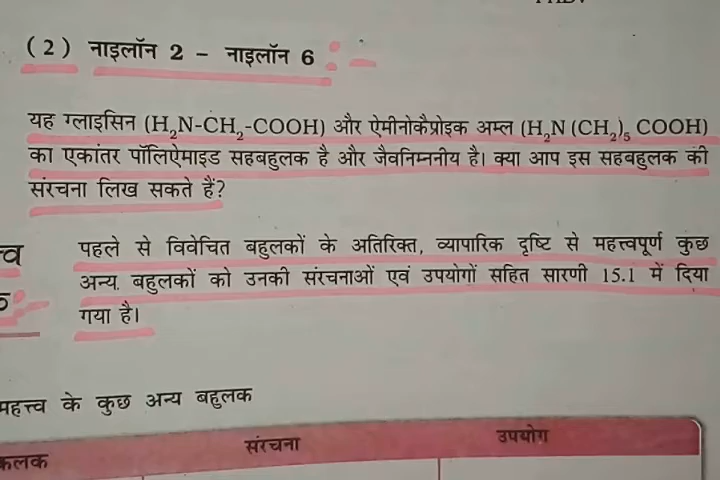 (2) नाइलॉन 2 – नाइलॉन 6
यह ग्लाइसिन (H₂N-CH₂-COOH) और ऐमीनोकैप्रोइक अम्ल (H₂N (CH₂)₅ COOH)
का एकांतर पॉलिऐमाइड सहबहुलक है और जैवनिम्ननीय है। क्या आप इस सहबहुलक की
संरचना लिख सकते हैं?
पहले से विवेचित बहुलकों के अतिरिक्त, व्यापारिक दृष्टि से महत्त्वपूर्ण कुछ
अन्य बहुलकों को उनकी संरचनाओं एवं उपयोगों सहित सारणी 15.1 में दिया
गया है।
महत्त्व के कुछ अन्य बहुलक
कलक संरचना उपयोग